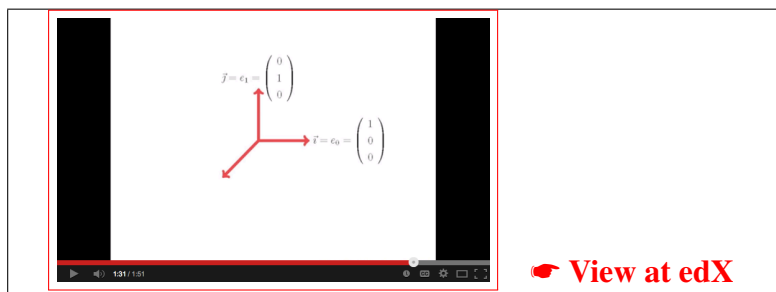 j⃗ = e₁ = ( 0 1 0 )
i⃗ = e₀ = ( 1 0 0 )
1:31 / 1:51
☛ View at edX